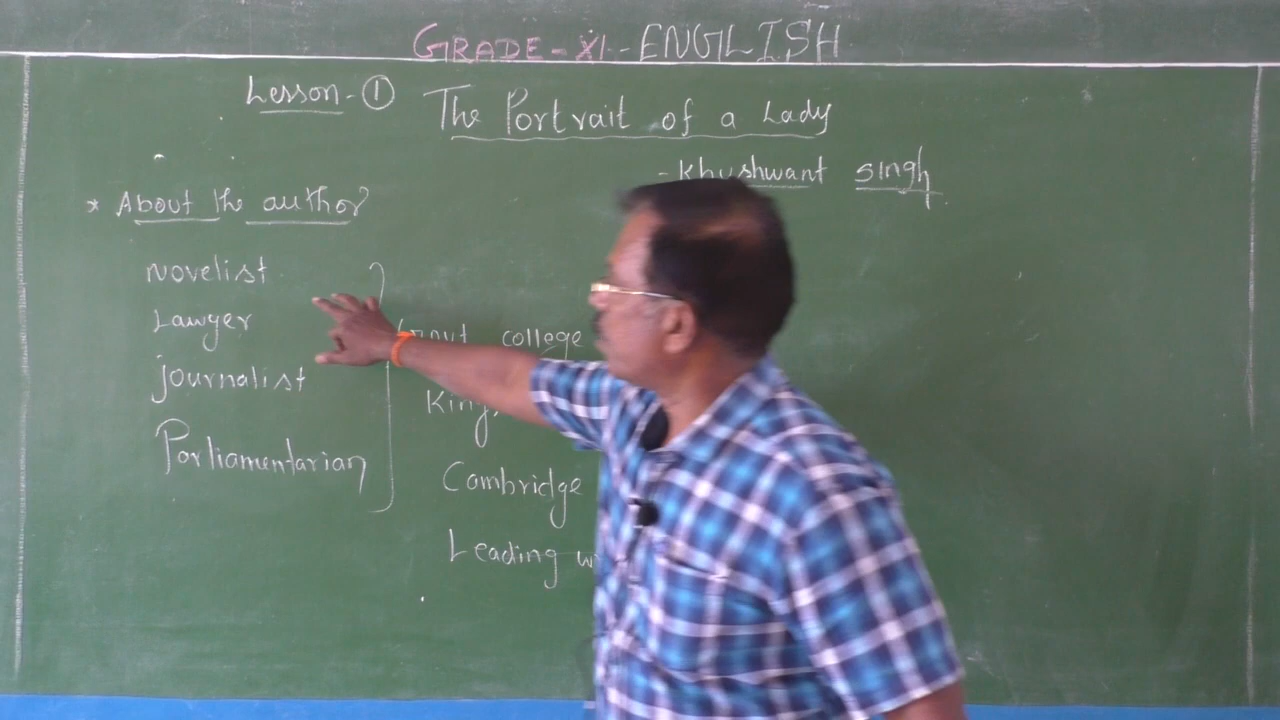 GRADE - XI - ENGLISH
Lesson - ① The Portrait of a Lady
- Khushwant Singh
* About the author
Novelist
Lawyer
Journalist
Parliamentarian
college
King
Cambridge
Leading